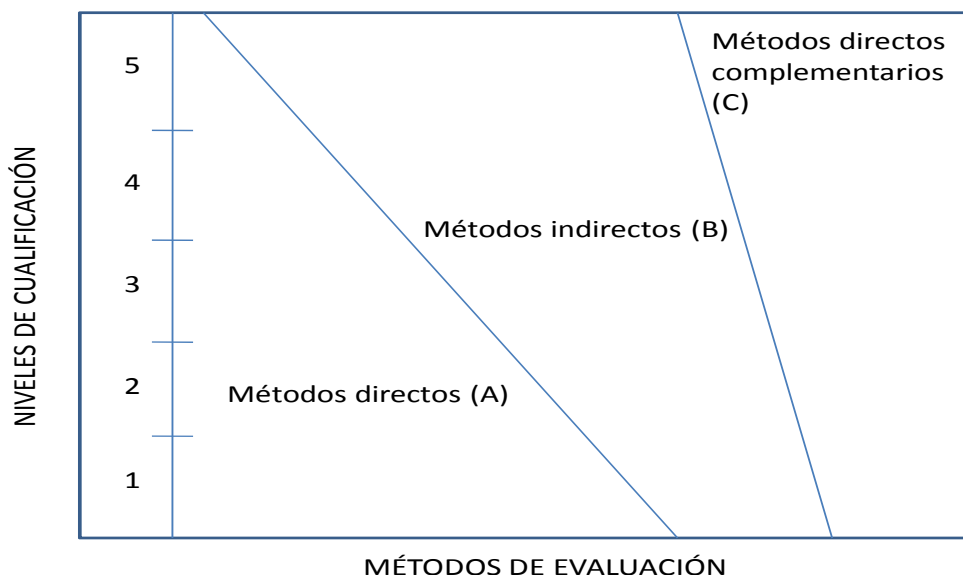 Métodos directos
complementarios
(C)
5
4
Métodos indirectos (B)
3
Métodos directos (A)
2
1
NIVELES DE CUALIFICACIÓN
MÉTODOS DE EVALUACIÓN